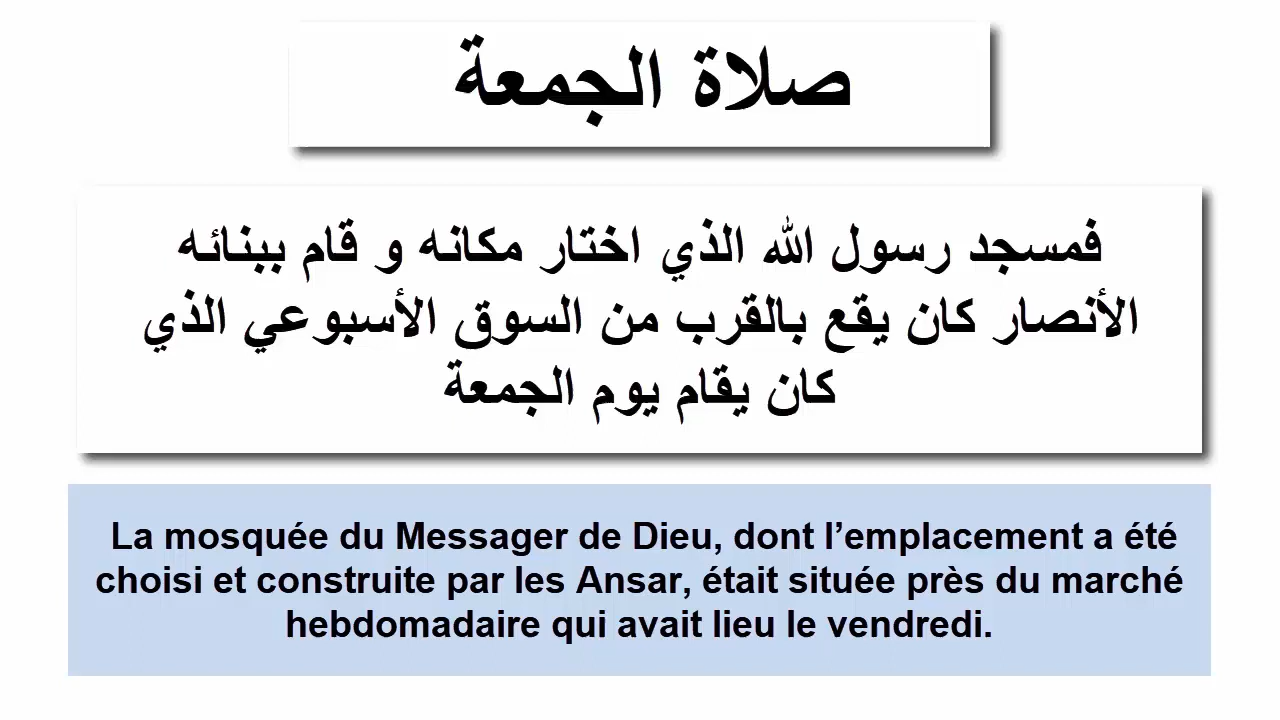 صلاة الجمعة
فمسجد رسول الله الذي اختار مكانه و قام ببنائه
الأنصار كان يقع بالقرب من السوق الأسبوعي الذي
كان يقام يوم الجمعة
La mosquée du Messager de Dieu, dont l’emplacement a été
choisi et construite par les Ansar, était située près du marché
hebdomadaire qui avait lieu le vendredi.